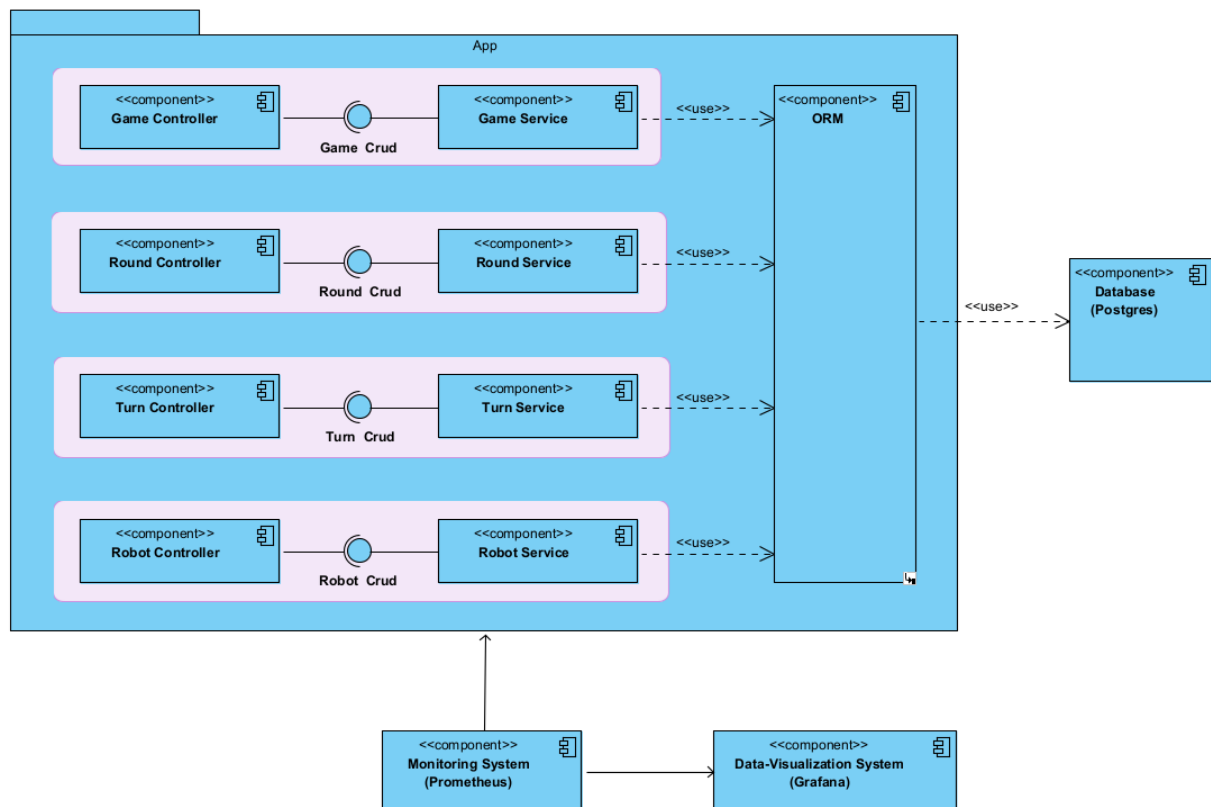 App
<<component>>
Game Controller
Game Crud
<<component>>
Game Service
<<use>>
<<component>>
ORM
<<component>>
Round Controller
Round Crud
<<component>>
Round Service
<<use>>
<<component>>
Database
(Postgres)
<<use>>
<<component>>
Turn Controller
Turn Crud
<<component>>
Turn Service
<<use>>
<<component>>
Robot Controller
Robot Crud
<<component>>
Robot Service
<<use>>
<<component>>
Monitoring System
(Prometheus)
<<component>>
Data-Visualization System
(Grafana)